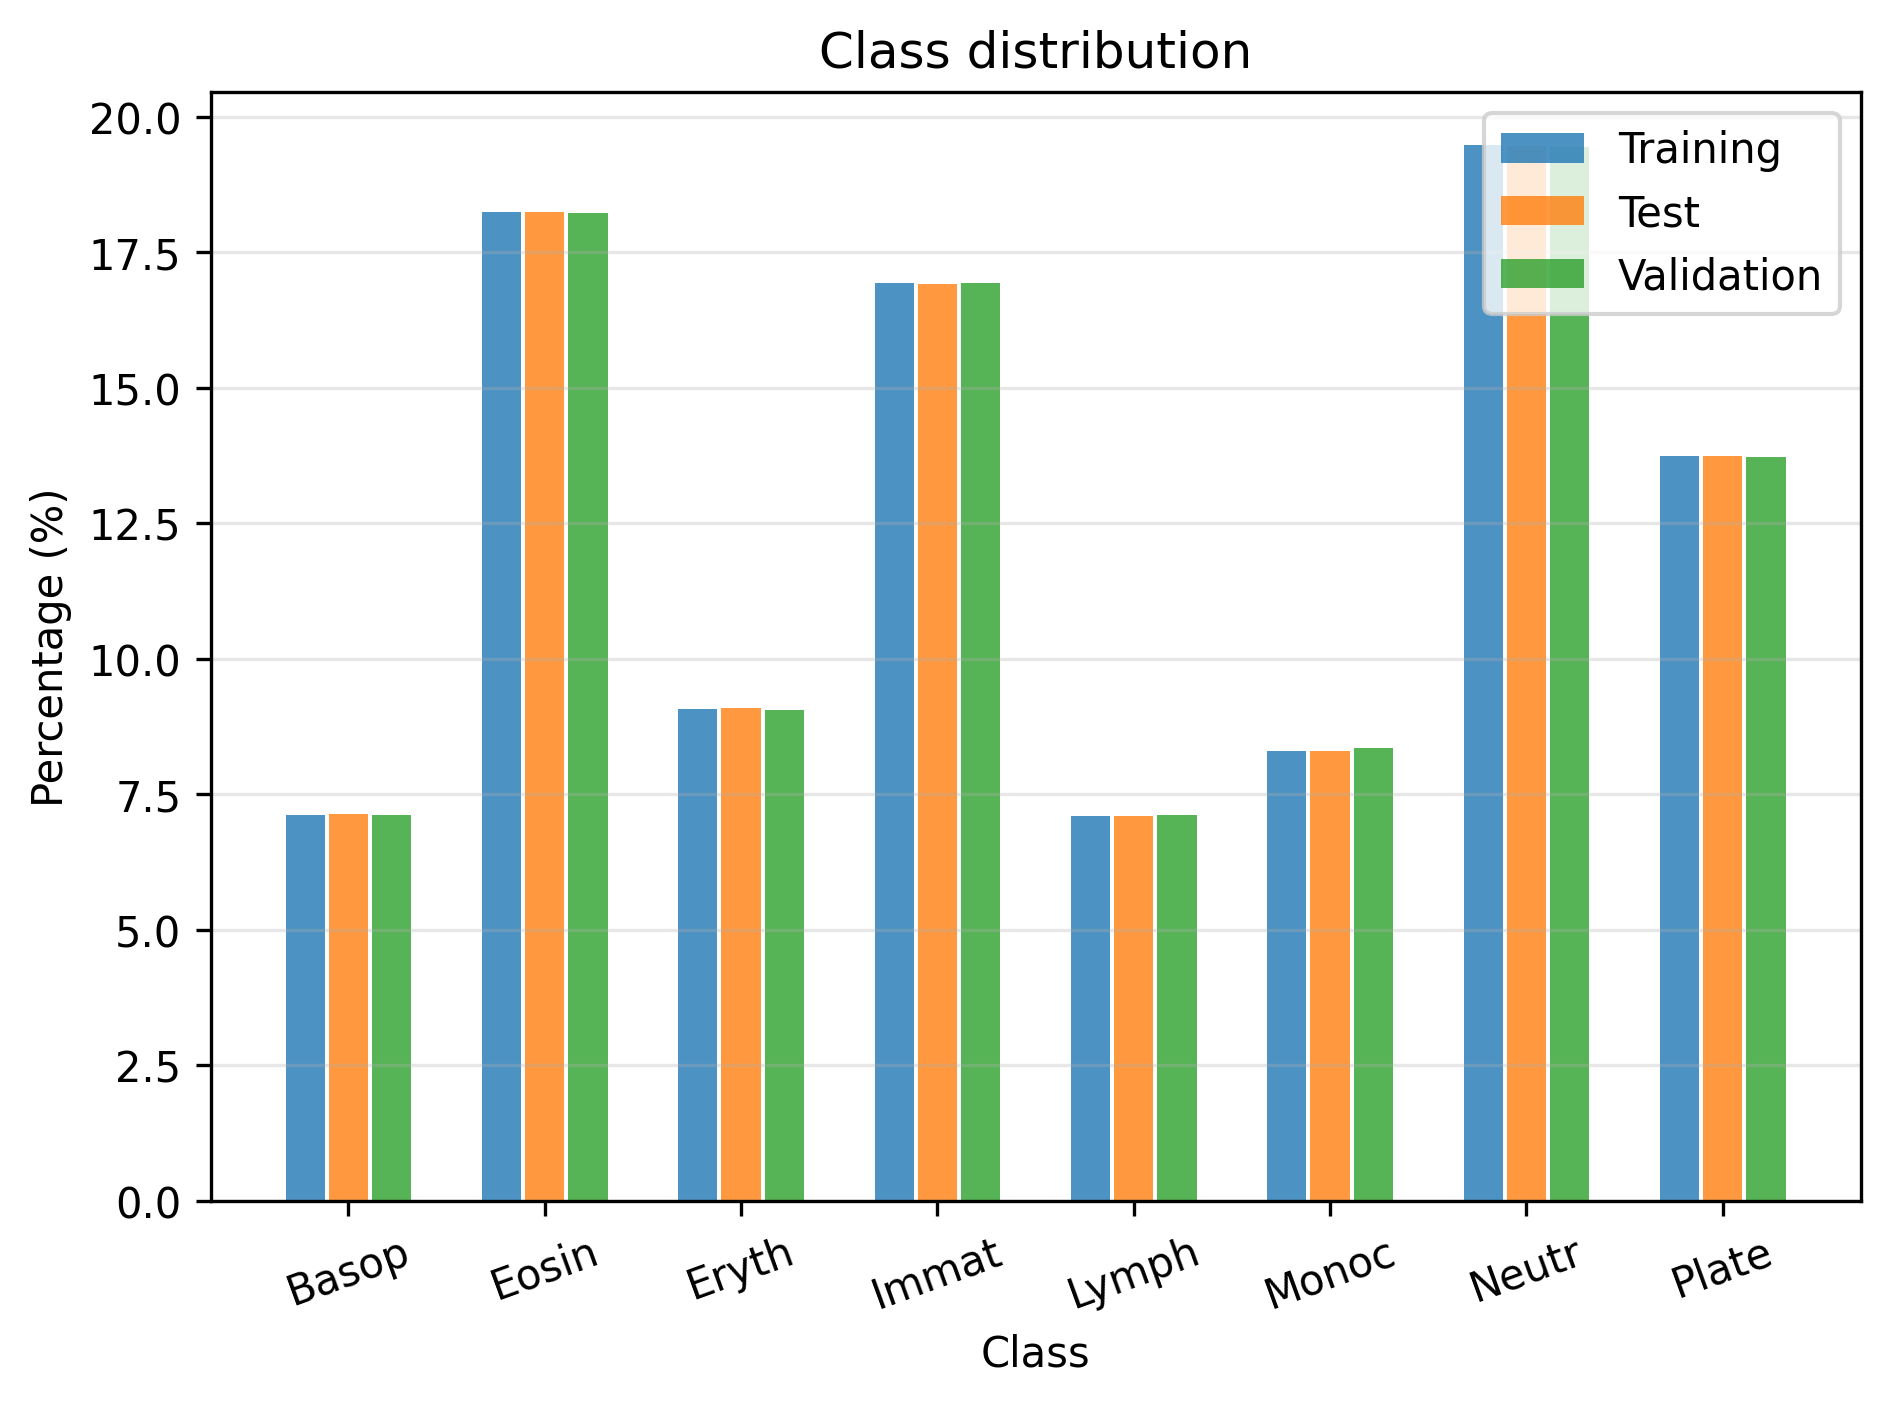 Class distribution
20.0
17.5
15.0
12.5
10.0
7.5
5.0
2.5
0.0
Percentage (%)
Training
Test
Validation
Basop
Eosin
Eryth
Immat
Lymph
Monoc
Neutr
Plate
Class